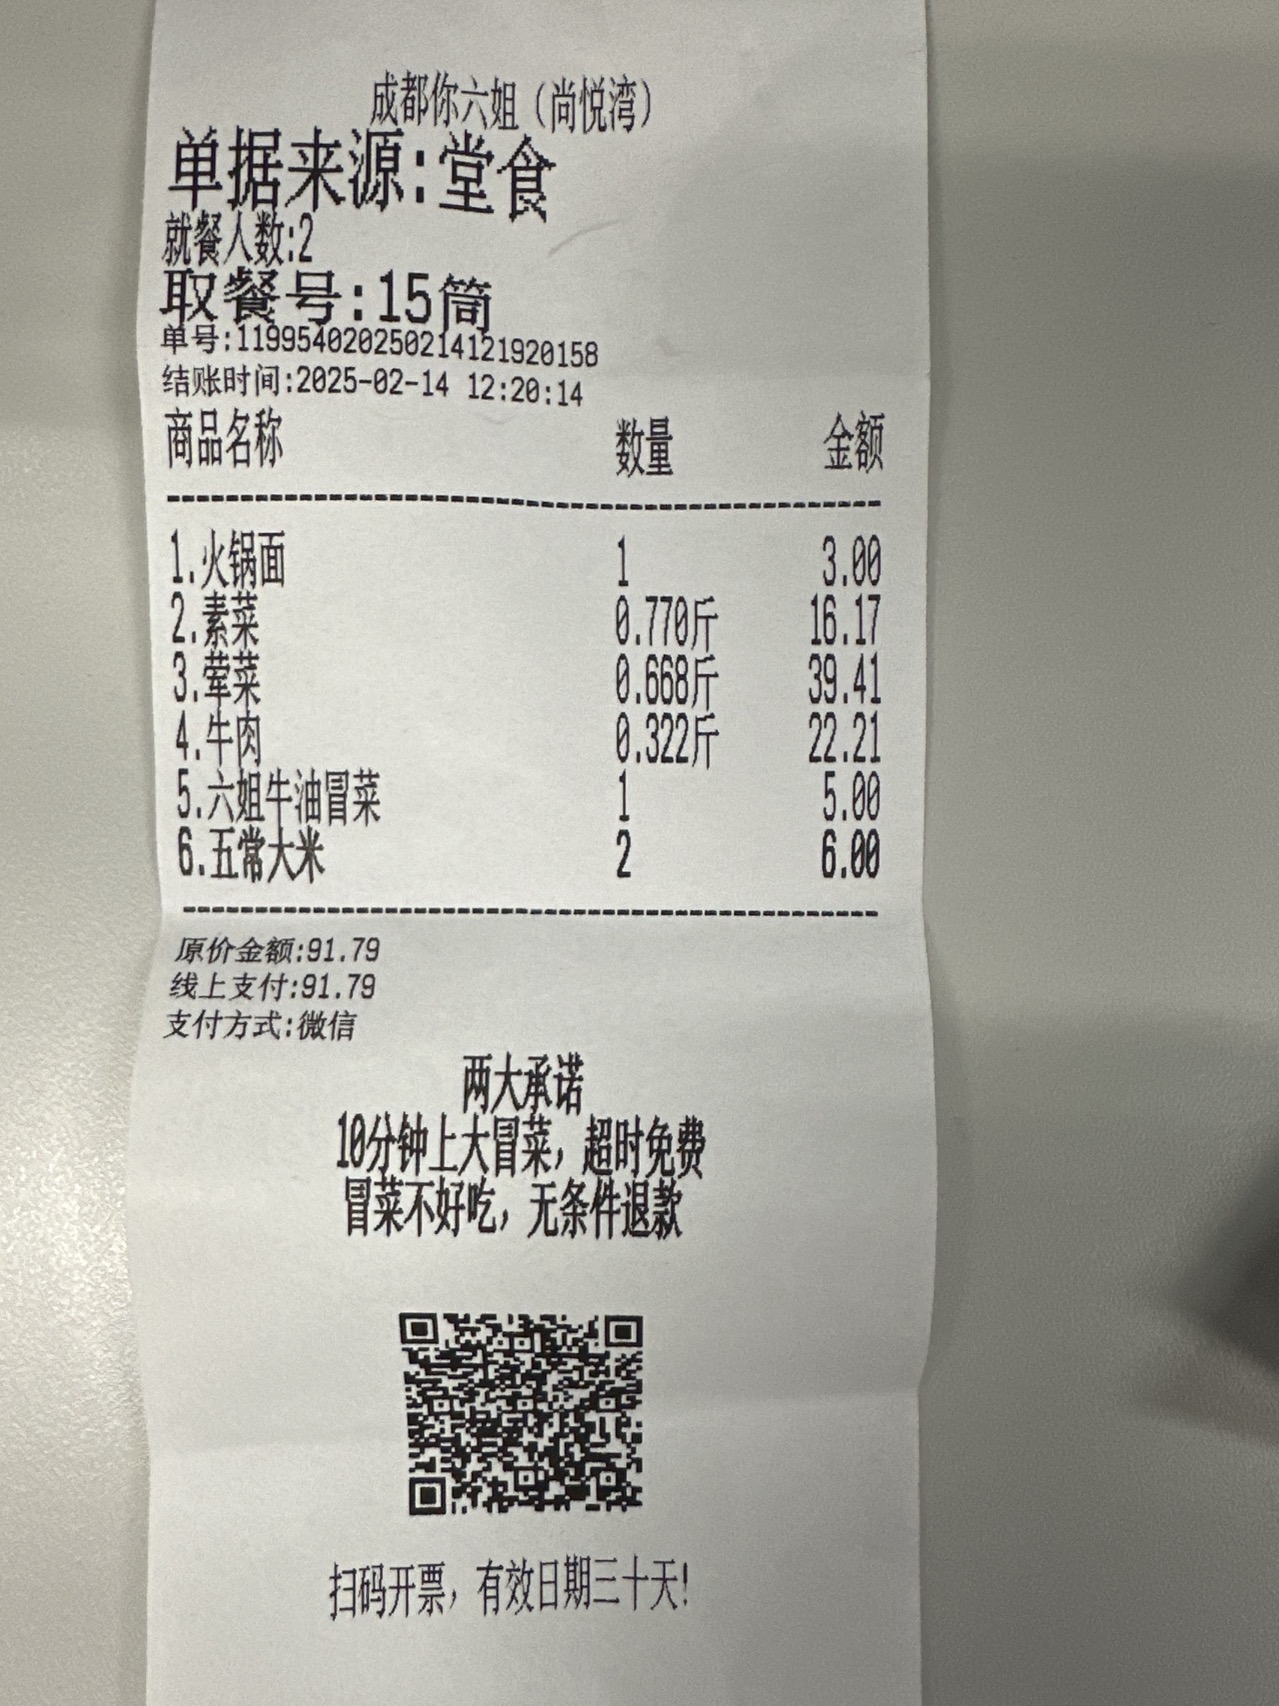 成都你六姐（尚悦湾）
单据来源:堂食
就餐人数:2
取餐号:15筒
单号:119954020250214121920158
结账时间:2025-02-14 12:20:14
商品名称 数量 金额
1.火锅面 1 3.00
2.素菜 0.770斤 16.17
3.荤菜 0.668斤 39.41
4.牛肉 0.322斤 22.21
5.六姐牛油冒菜 1 5.00
6.五常大米 2 6.00
原价金额:91.79
线上支付:91.79
支付方式:微信
两大承诺
10分钟上大冒菜，超时免费
冒菜不好吃，无条件退款
扫码开票，有效日期三十天!